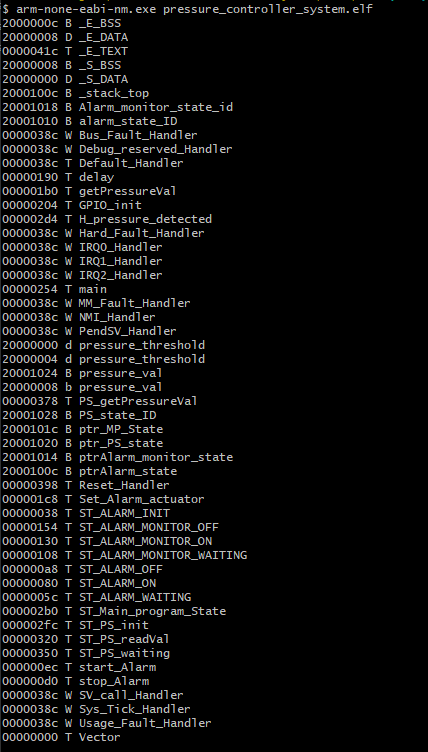 $ arm-none-eabi-nm.exe pressure_controller_system.elf
2000000c B _E_BSS
20000008 D _E_DATA
0000041c T _E_TEXT
20000008 B _S_BSS
20000000 D _S_DATA
2000100c B _stack_top
20001018 B Alarm_monitor_state_id
20001010 B alarm_state_ID
0000038c W Bus_Fault_Handler
0000038c W Debug_reserved_Handler
0000038c T Default_Handler
00000190 T delay
000001b0 T getPressureVal
00000204 T GPIO_init
000002d4 T H_pressure_detected
0000038c W Hard_Fault_Handler
0000038c W IRQ0_Handler
0000038c W IRQ1_Handler
0000038c W IRQ2_Handler
00000254 T main
0000038c W MM_Fault_Handler
0000038c W NMI_Handler
0000038c W PendSV_Handler
20000000 d pressure_threshold
20000004 d pressure_threshold
20001024 B pressure_val
20000008 b pressure_val
00000378 T PS_getPressureVal
20001028 B PS_state_ID
2000101c B ptr_MP_State
20001020 B ptr_PS_state
20001014 B ptrAlarm_monitor_state
2000100c B ptrAlarm_state
00000398 T Reset_Handler
000001c8 T Set_Alarm_actuator
00000038 T ST_ALARM_INIT
00000154 T ST_ALARM_MONITOR_OFF
00000130 T ST_ALARM_MONITOR_ON
00000108 T ST_ALARM_MONITOR_WAITING
000000a8 T ST_ALARM_OFF
00000080 T ST_ALARM_ON
0000005c T ST_ALARM_WAITING
000002b0 T ST_Main_program_State
000002fc T ST_PS_init
00000320 T ST_PS_readVal
00000350 T ST_PS_waiting
000000ec T start_Alarm
000000d0 T stop_Alarm
0000038c W SV_call_Handler
0000038c W Sys_Tick_Handler
0000038c W Usage_Fault_Handler
00000000 T Vector